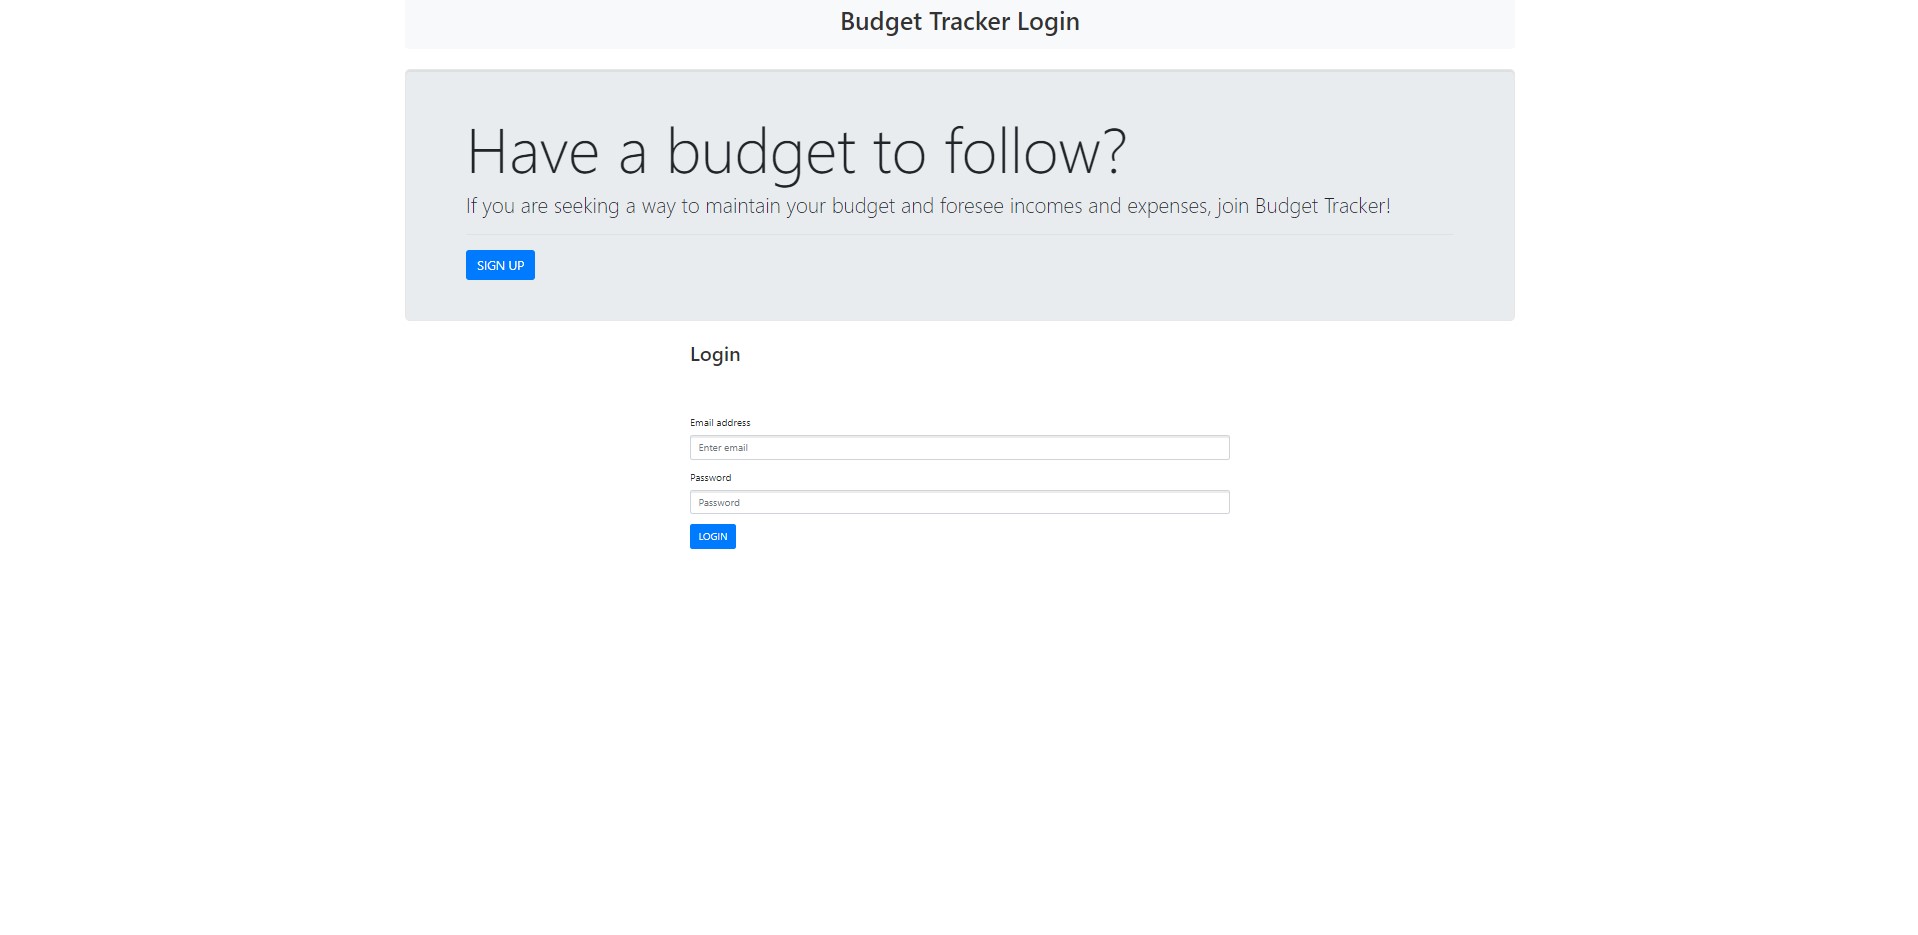 Budget Tracker Login
Have a budget to follow?
If you are seeking a way to maintain your budget and foresee incomes and expenses, join Budget Tracker!
SIGN UP
Login
Email address
Enter email
Password
Password
LOGIN